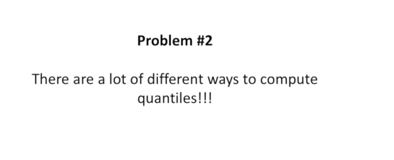 Problem #2
There are a lot of different ways to compute
quantiles!!!